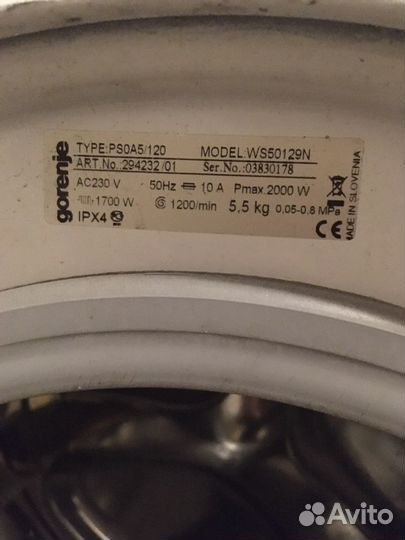 gorenje
TYPE:PS0A5/120 MODEL:WS50129N
ART.No.:294232/01 Ser.No.: 03830178
AC230 V 50Hz 10 A Pmax.2000 W
1700 W 1200/min 5,5 kg 0,05-0.8 MPa
IPX4 CE
MADE IN SLOVENIA
Avito